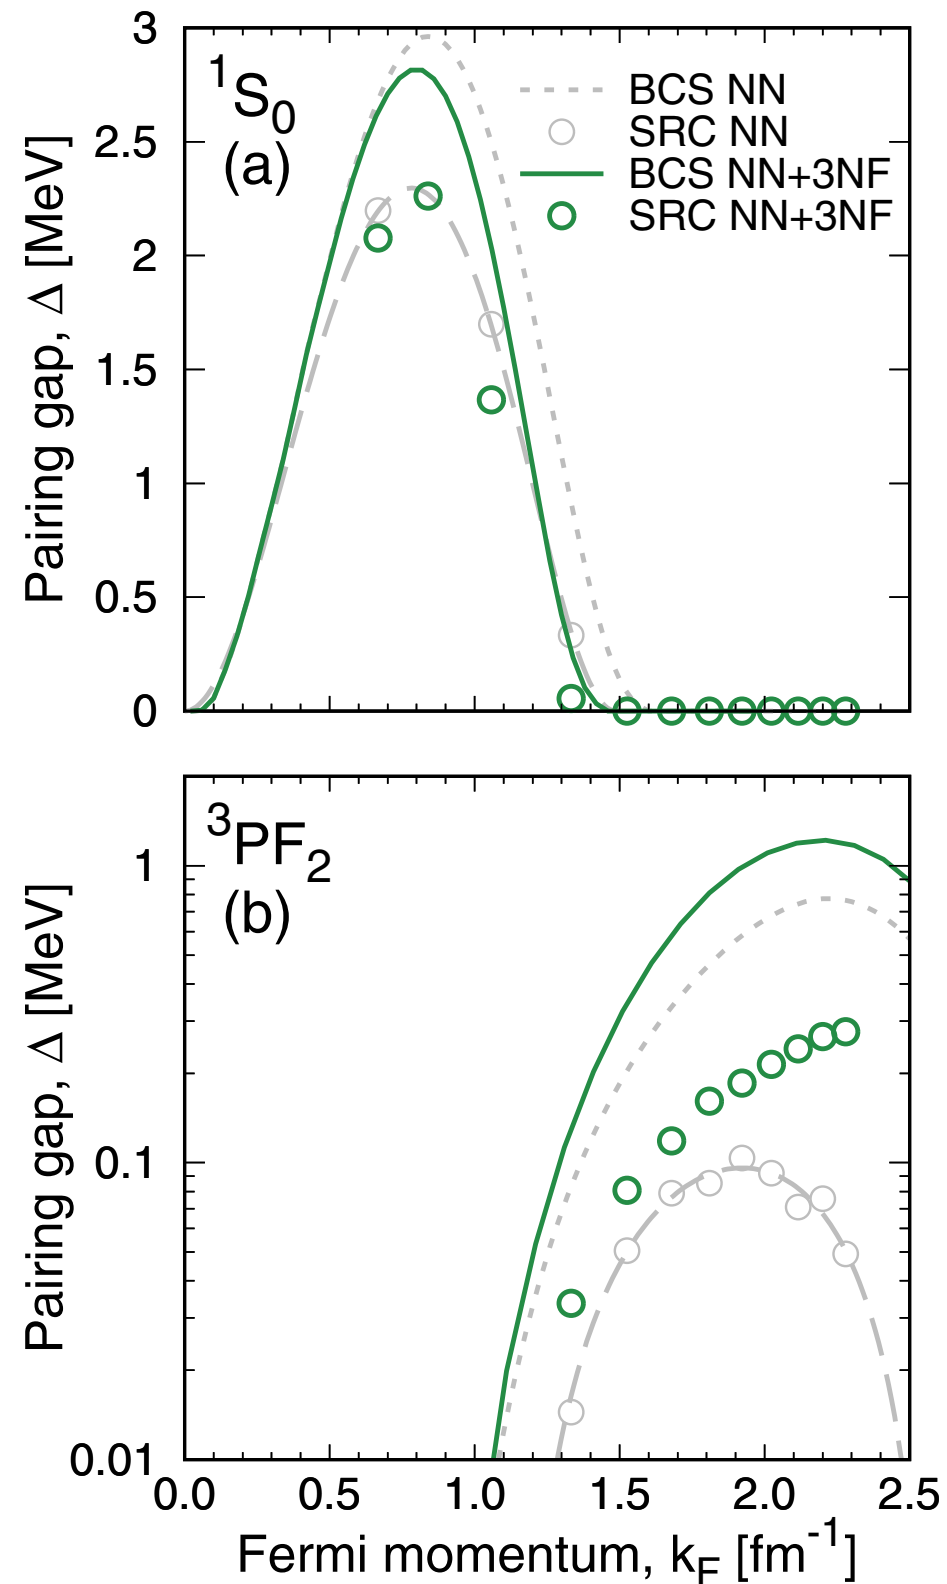 3
2.5
2
1.5
1
0.5
0
Pairing gap, Δ [MeV]
¹S₀
(a)
BCS NN
SRC NN
BCS NN+3NF
SRC NN+3NF
1
0.1
0.01
Pairing gap, Δ [MeV]
³PF₂
(b)
0.0 0.5 1.0 1.5 2.0 2.5
Fermi momentum, k_F [fm⁻¹]